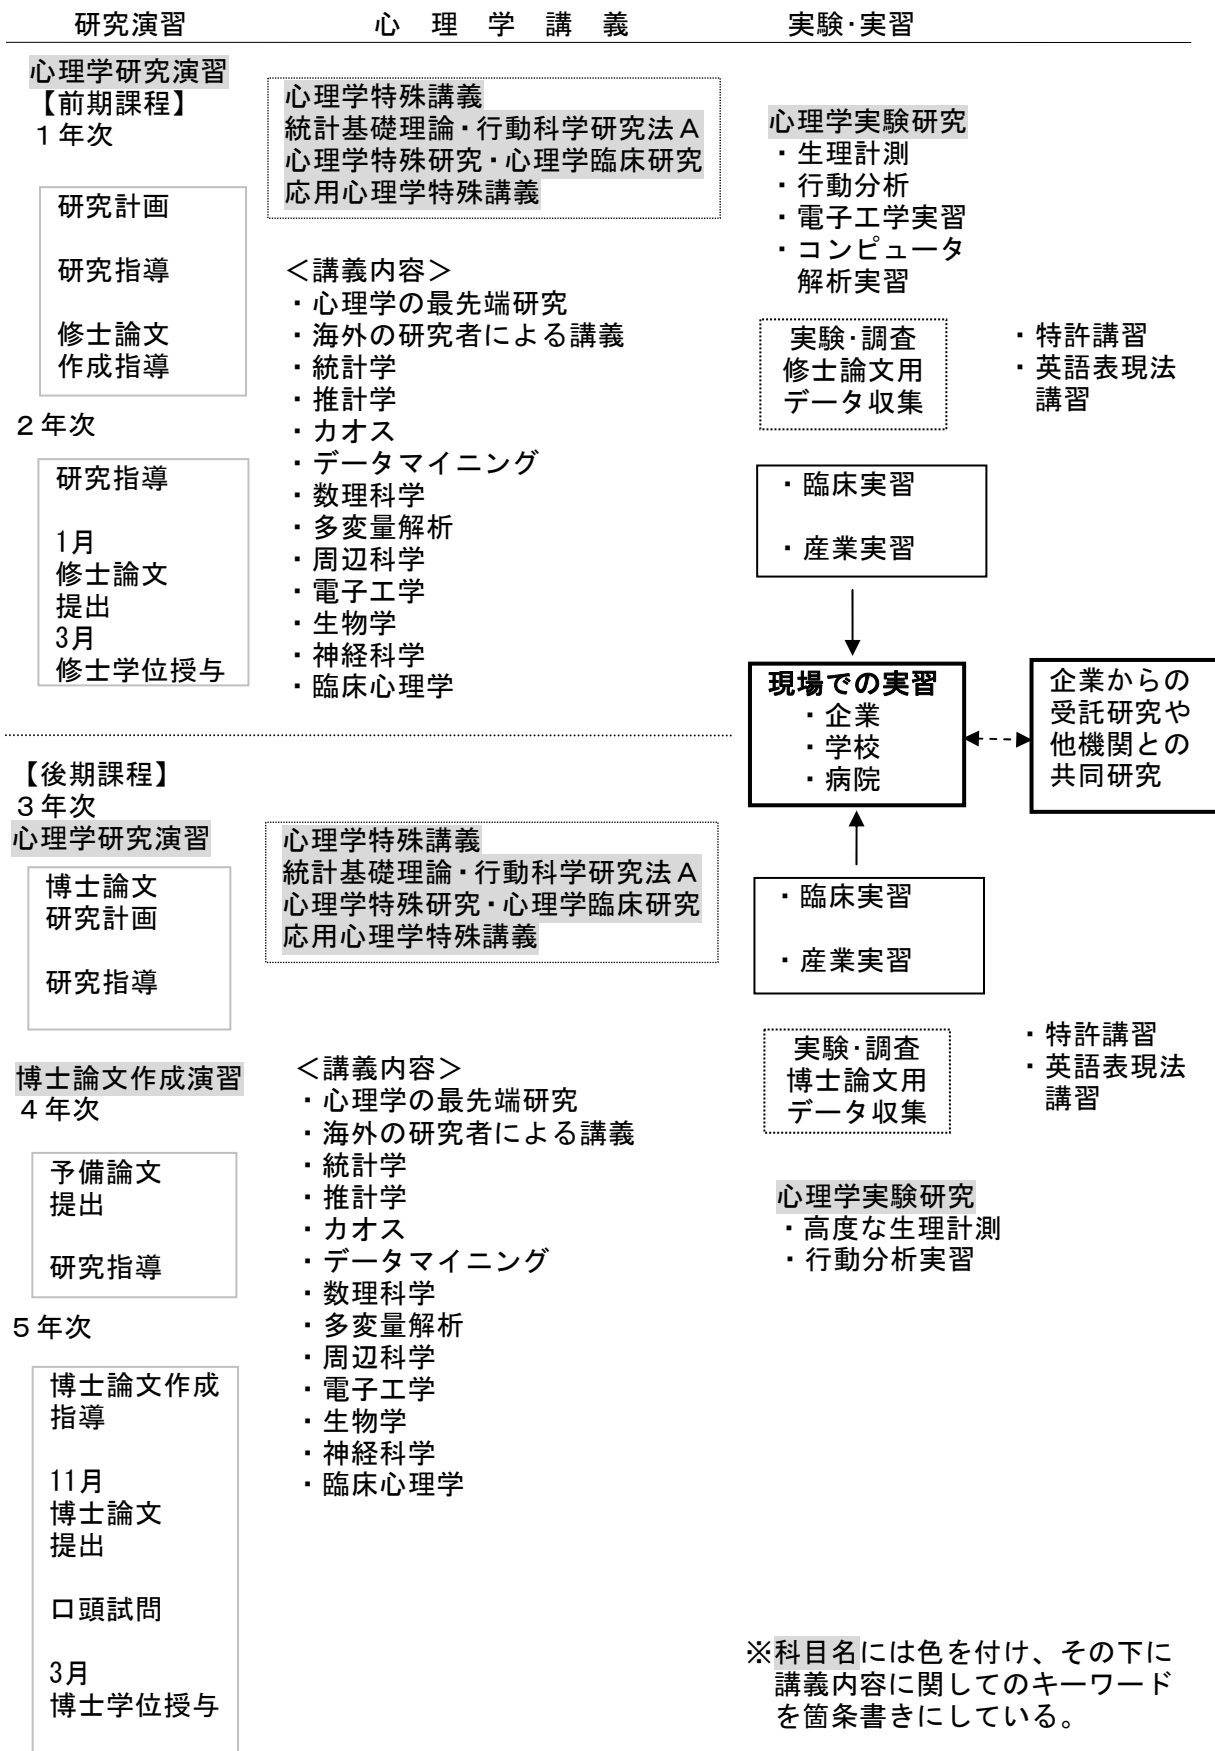 研究演習
心　理　学　講　義
実験・実習
心理学研究演習
【前期課程】
１年次
研究計画
研究指導
修士論文
作成指導
２年次
研究指導
1月
修士論文
提出
3月
修士学位授与
心理学特殊講義
統計基礎理論・行動科学研究法Ａ
心理学特殊研究・心理学臨床研究
応用心理学特殊講義
＜講義内容＞
・心理学の最先端研究
・海外の研究者による講義
・統計学
・推計学
・カオス
・データマイニング
・数理科学
・多変量解析
・周辺科学
・電子工学
・生物学
・神経科学
・臨床心理学
心理学実験研究
・生理計測
・行動分析
・電子工学実習
・コンピュータ
解析実習
実験・調査
修士論文用
データ収集
・特許講習
・英語表現法
講習
・臨床実習
・産業実習
現場での実習
・企業
・学校
・病院
企業からの
受託研究や
他機関との
共同研究
【後期課程】
３年次
心理学研究演習
博士論文
研究計画
研究指導
博士論文作成演習
４年次
予備論文
提出
研究指導
５年次
博士論文作成
指導
11月
博士論文
提出
口頭試問
3月
博士学位授与
心理学特殊講義
統計基礎理論・行動科学研究法Ａ
心理学特殊研究・心理学臨床研究
応用心理学特殊講義
＜講義内容＞
・心理学の最先端研究
・海外の研究者による講義
・統計学
・推計学
・カオス
・データマイニング
・数理科学
・多変量解析
・周辺科学
・電子工学
・生物学
・神経科学
・臨床心理学
・臨床実習
・産業実習
実験・調査
博士論文用
データ収集
・特許講習
・英語表現法
講習
心理学実験研究
・高度な生理計測
・行動分析実習
※科目名には色を付け、その下に
講義内容に関してのキーワード
を箇条書きにしている。